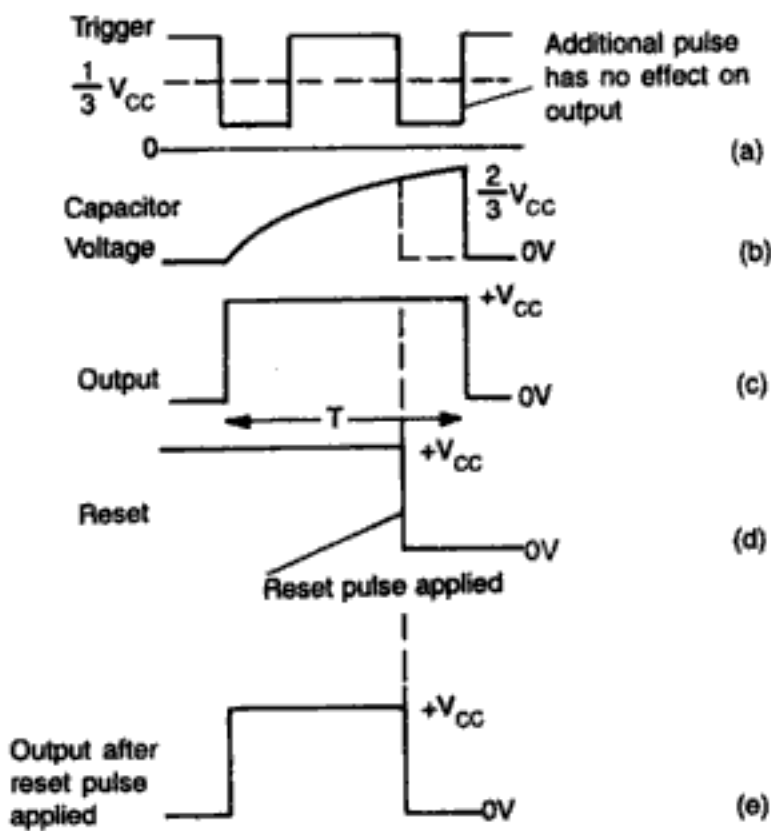 Trigger
Additional pulse
has no effect on
output
1/3 V_CC
0
(a)
Capacitor
Voltage
2/3 V_CC
0V
(b)
+V_CC
Output
0V
(c)
T
+V_CC
Reset
0V
(d)
Reset pulse applied
+V_CC
Output after
reset pulse
applied
0V
(e)